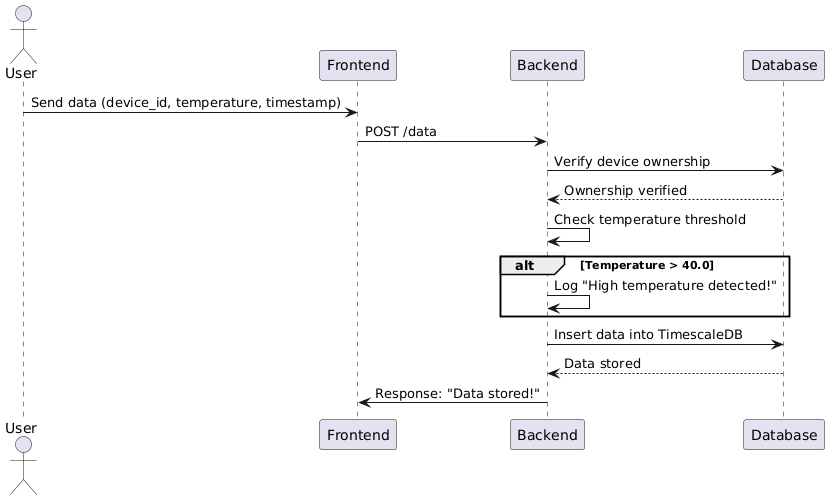 User
Frontend
Backend
Database
Send data (device_id, temperature, timestamp)
POST /data
Verify device ownership
Ownership verified
Check temperature threshold
alt [Temperature > 40.0]
Log "High temperature detected!"
Insert data into TimescaleDB
Data stored
Response: "Data stored!"
User
Frontend
Backend
Database